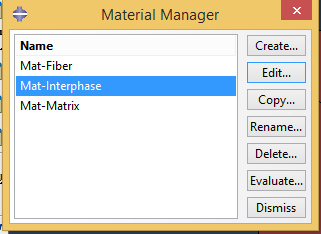 Material Manager
Name
Mat-Fiber
Mat-Interphase
Mat-Matrix
Create...
Edit...
Copy...
Rename...
Delete...
Evaluate...
Dismiss